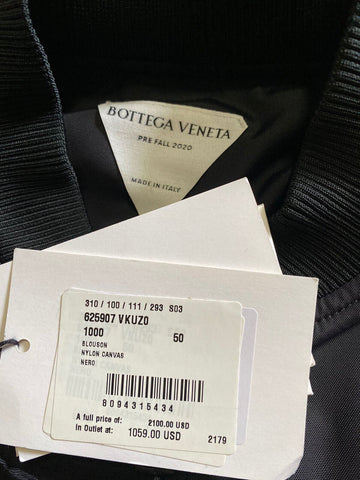 BOTTEGA VENETA
PRE FALL 2020
MADE IN ITALY
310 / 100 / 111 / 293 S03
625907 VKUZ0
1000 50
BLOUSON
NYLON CANVAS
NERO
8094315434
A full price of: 2100.00 USD
In Outlet at: 1059.00 USD
2179